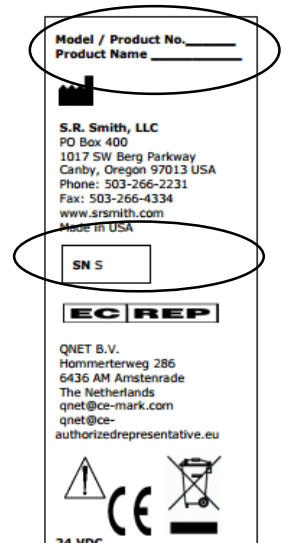 Model / Product No.______
Product Name ___________
S.R. Smith, LLC
PO Box 400
1017 SW Berg Parkway
Canby, Oregon 97013 USA
Phone: 503-266-2231
Fax: 503-266-4334
www.srsmith.com
Made in USA
SN S
EC REP
QNET B.V.
Hommerterweg 286
6436 AM Amstenrade
The Netherlands
qnet@ce-mark.com
qnet@ce-
authorizedrepresentative.eu
CE
24 VDC